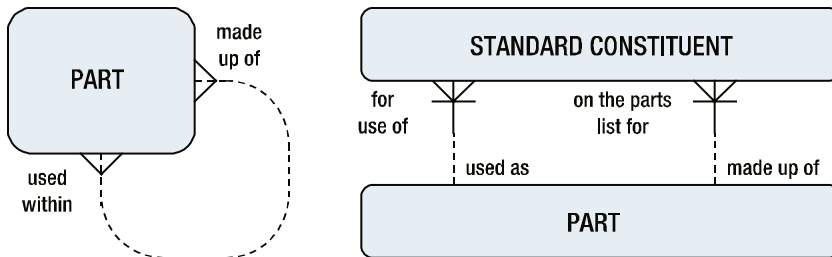 PART
made
up of
used
within
STANDARD CONSTITUENT
for
use of
on the parts
list for
used as
made up of
PART